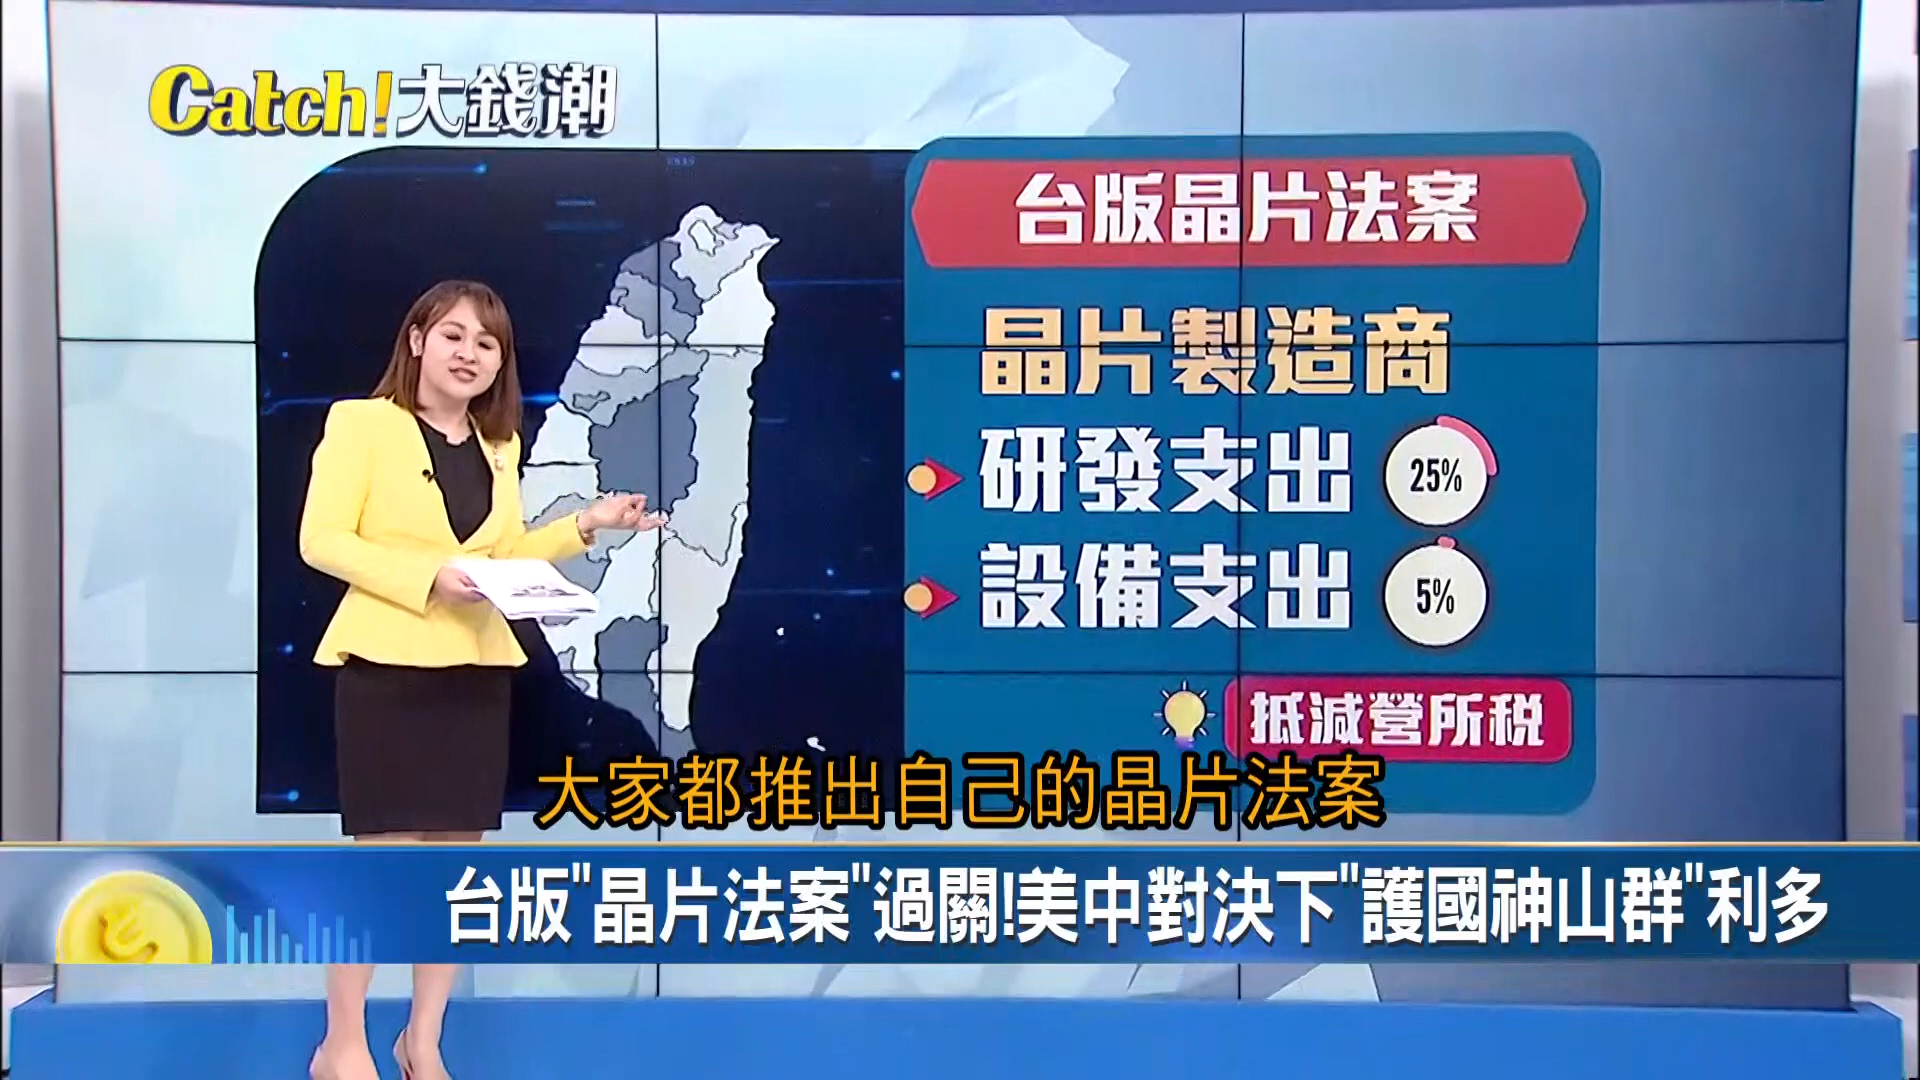 Catch!大錢潮
台版晶片法案
晶片製造商
研發支出 25%
設備支出 5%
抵減營所稅
大家都推出自己的晶片法案
台版"晶片法案"過關!美中對決下"護國神山群"利多